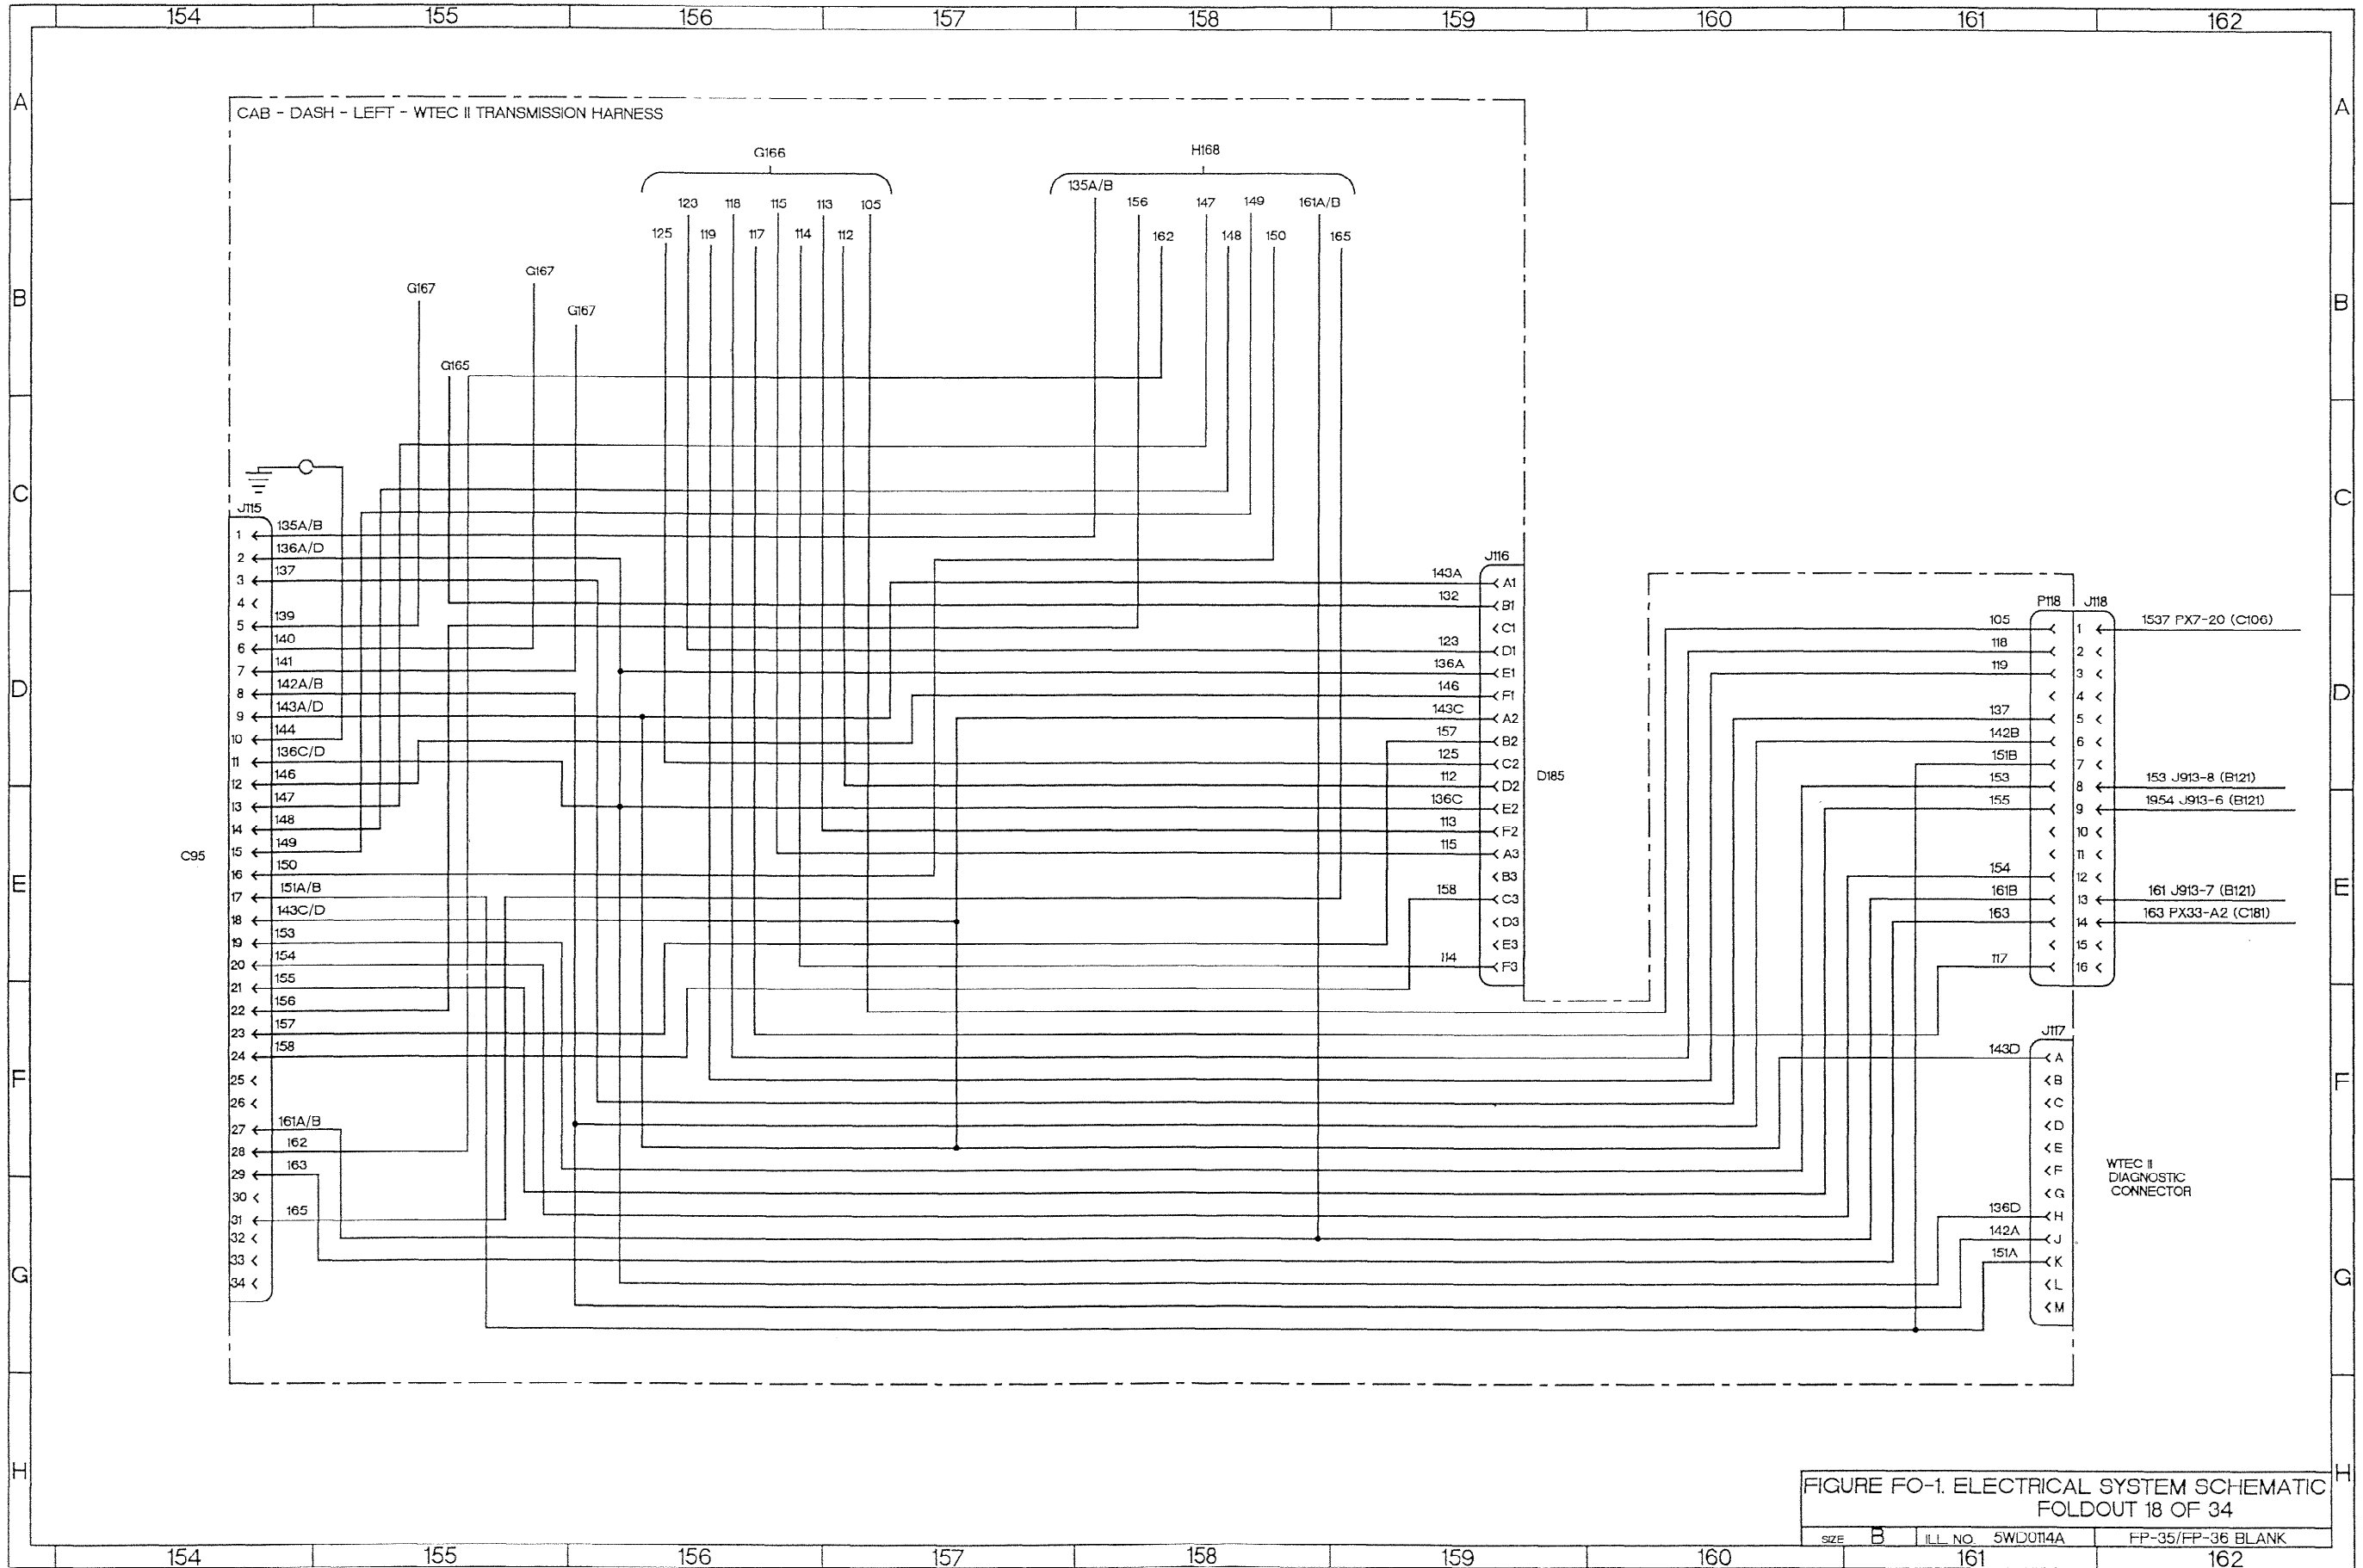 154 155 156 157 158 159 160 161 162
A A
CAB - DASH - LEFT - WTEC II TRANSMISSION HARNESS
G166 H168
135A/B
123 118 115 113 105 156 147 149 161A/B
125 119 117 114 112 162 148 150 165
B B
G167
G167
G167
G165
C C
J115
1 135A/B
2 136A/D
3 137
4
5 139
6 140
7 141
8 142A/B
9 143A/D
10 144
11 136C/D
12 146
13 147
14 148
15 149
16 150
17 151A/B
18 143C/D
19 153
20 154
21 155
22 156
23 157
24 158
25
26
27 161A/B
28 162
29 163
30
31 165
32
33
34
C95
J116
143A A1
132 B1
C1
123 D1
136A E1
146 F1
143C A2
157 B2
125 C2
112 D2
136C E2
113 F2
115 A3
B3
158 C3
D3
E3
114 F3
D185
P118 J118
105 1 1537 PX7-20 (C106)
118 2
119 3
4
137 5
142B 6
151B 7
153 8 153 J913-8 (B121)
155 9 1954 J913-6 (B121)
10
11
154 12
161B 13 161 J913-7 (B121)
163 14 163 PX33-A2 (C181)
15
117 16
J117
143D A
B
C
D
E
F
G
136D H
142A J
151A K
L
M
WTEC II
DIAGNOSTIC
CONNECTOR
D D
E E
F F
G G
H H
FIGURE FO-1. ELECTRICAL SYSTEM SCHEMATIC
FOLDOUT 18 OF 34
SIZE B ILL. NO. 5WD0114A FP-35/FP-36 BLANK
154 155 156 157 158 159 160 161 162